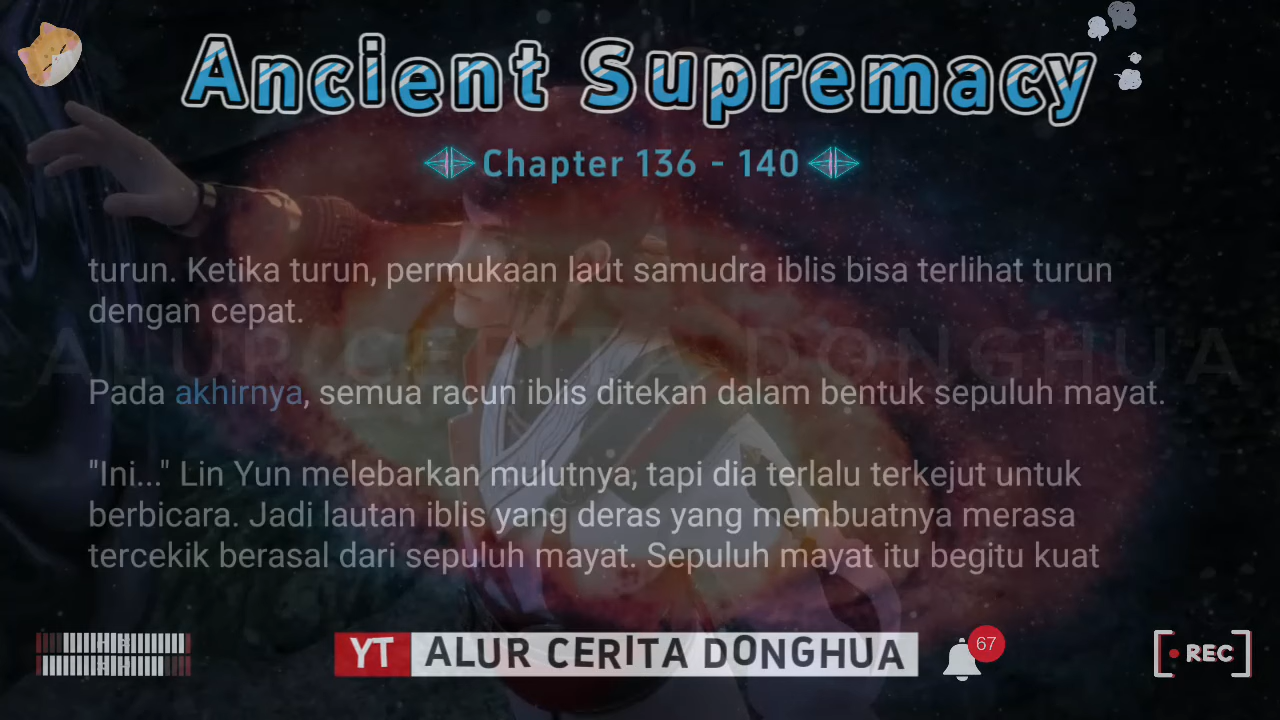 Ancient Supremacy
Chapter 136 - 140
turun. Ketika turun, permukaan laut samudra iblis bisa terlihat turun
dengan cepat.
ALUR CERITA DONGHUA
Pada akhirnya, semua racun iblis ditekan dalam bentuk sepuluh mayat.
"Ini..." Lin Yun melebarkan mulutnya, tapi dia terlalu terkejut untuk
berbicara. Jadi lautan iblis yang deras yang membuatnya merasa
tercekik berasal dari sepuluh mayat. Sepuluh mayat itu begitu kuat
YT ALUR CERITA DONGHUA
67
REC